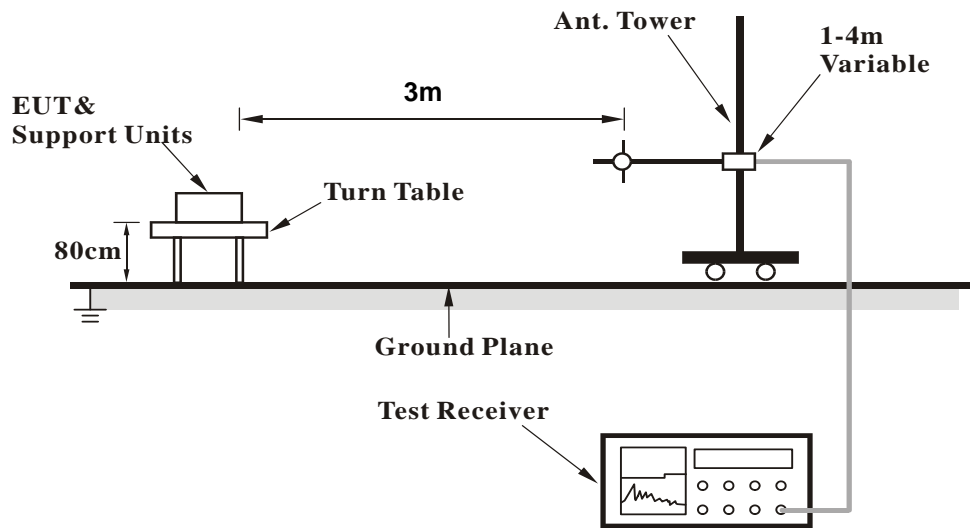 Ant. Tower
1-4m
Variable
3m
EUT&
Support Units
Turn Table
80cm
Ground Plane
Test Receiver